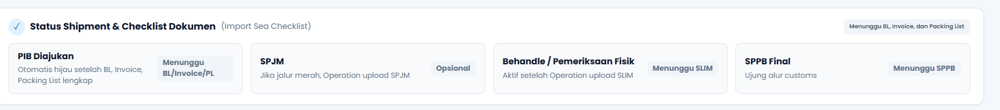 ✓ Status Shipment & Checklist Dokumen (Import Sea Checklist)
Menunggu BL, Invoice, dan Packing List
PIB Diajukan
Otomatis hijau setelah BL, Invoice,
Packing List lengkap
Menunggu
BL/Invoice/PL
SPJM
Jika jalur merah, Operation upload SPJM
Opsional
Behandle / Pemeriksaan Fisik
Aktif setelah Operation upload SLIM
Menunggu SLIM
SPPB Final
Ujung alur customs
Menunggu SPPB